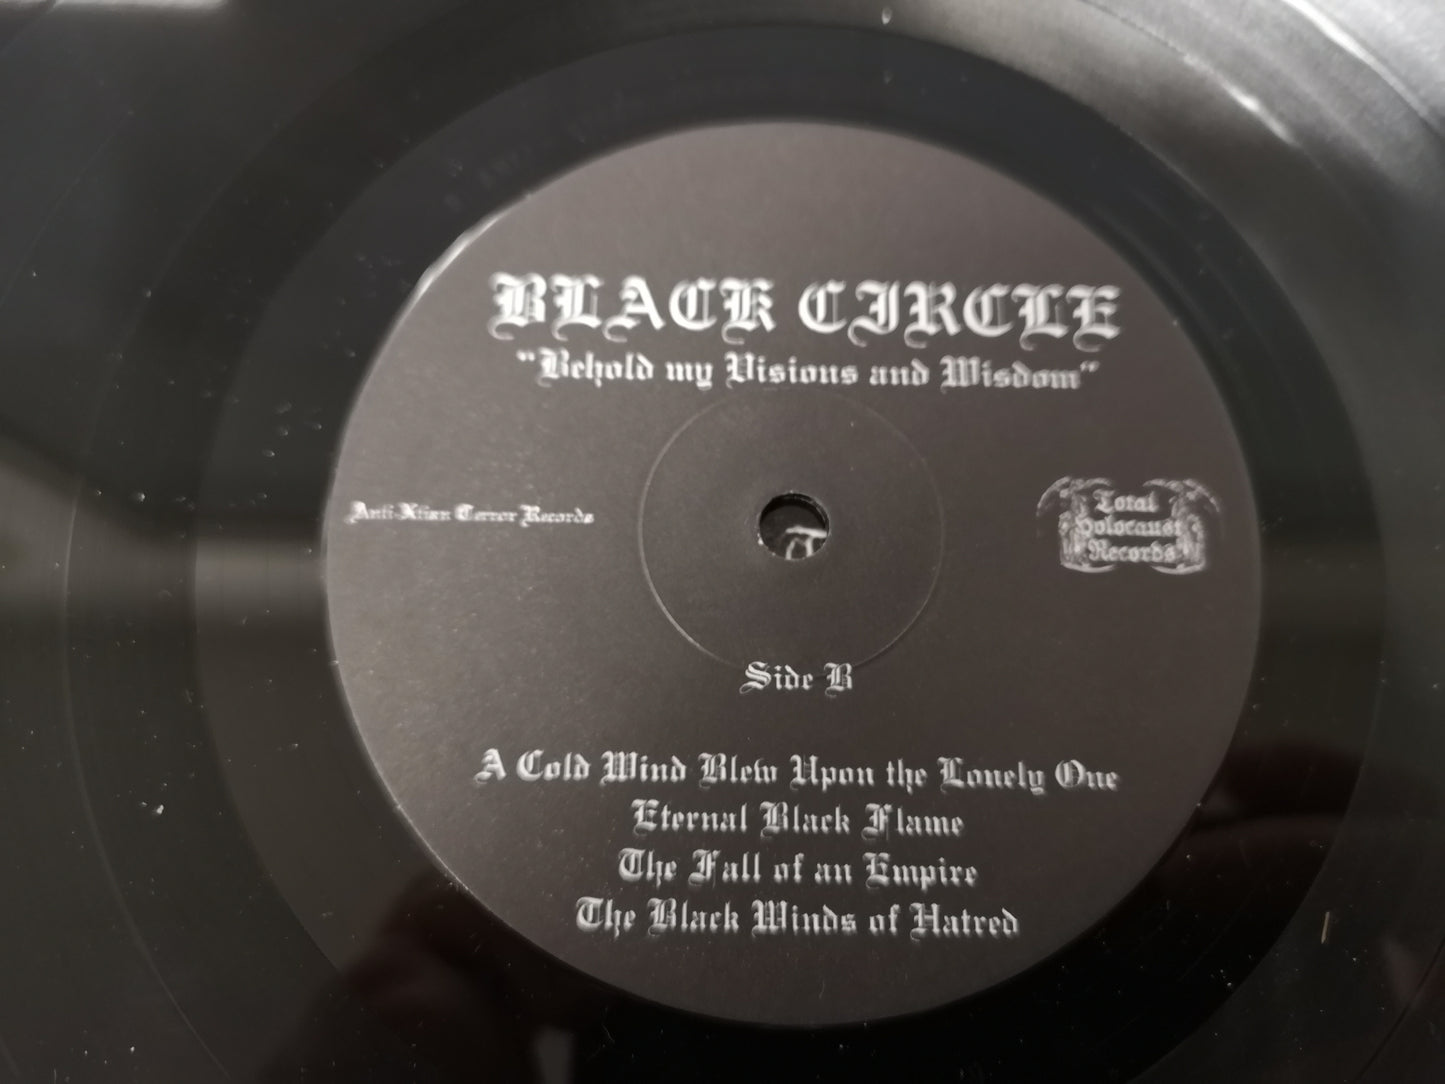 BLACK CIRCLE
"Behold my Visions and Wisdom"
Anti-Xtian Terror Records
Total
Holocaust
Records
Side B
A Cold Wind Blew Upon the Lonely One
Eternal Black Flame
The Fall of an Empire
The Black Winds of Hatred